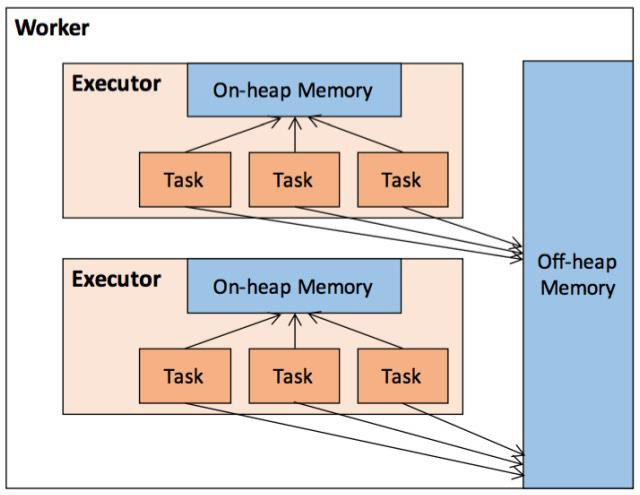 Worker
Executor
On-heap Memory
Task
Task
Task
Executor
On-heap Memory
Task
Task
Task
Off-heap
Memory